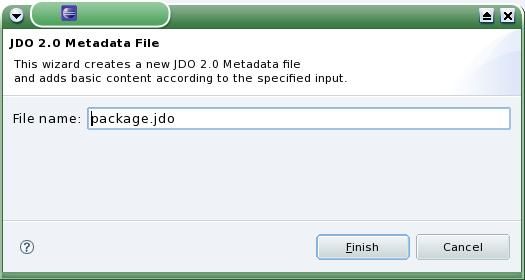 JDO 2.0 Metadata File
This wizard creates a new JDO 2.0 Metadata file
and adds basic content according to the specified input.
File name: package.jdo
? Finish Cancel